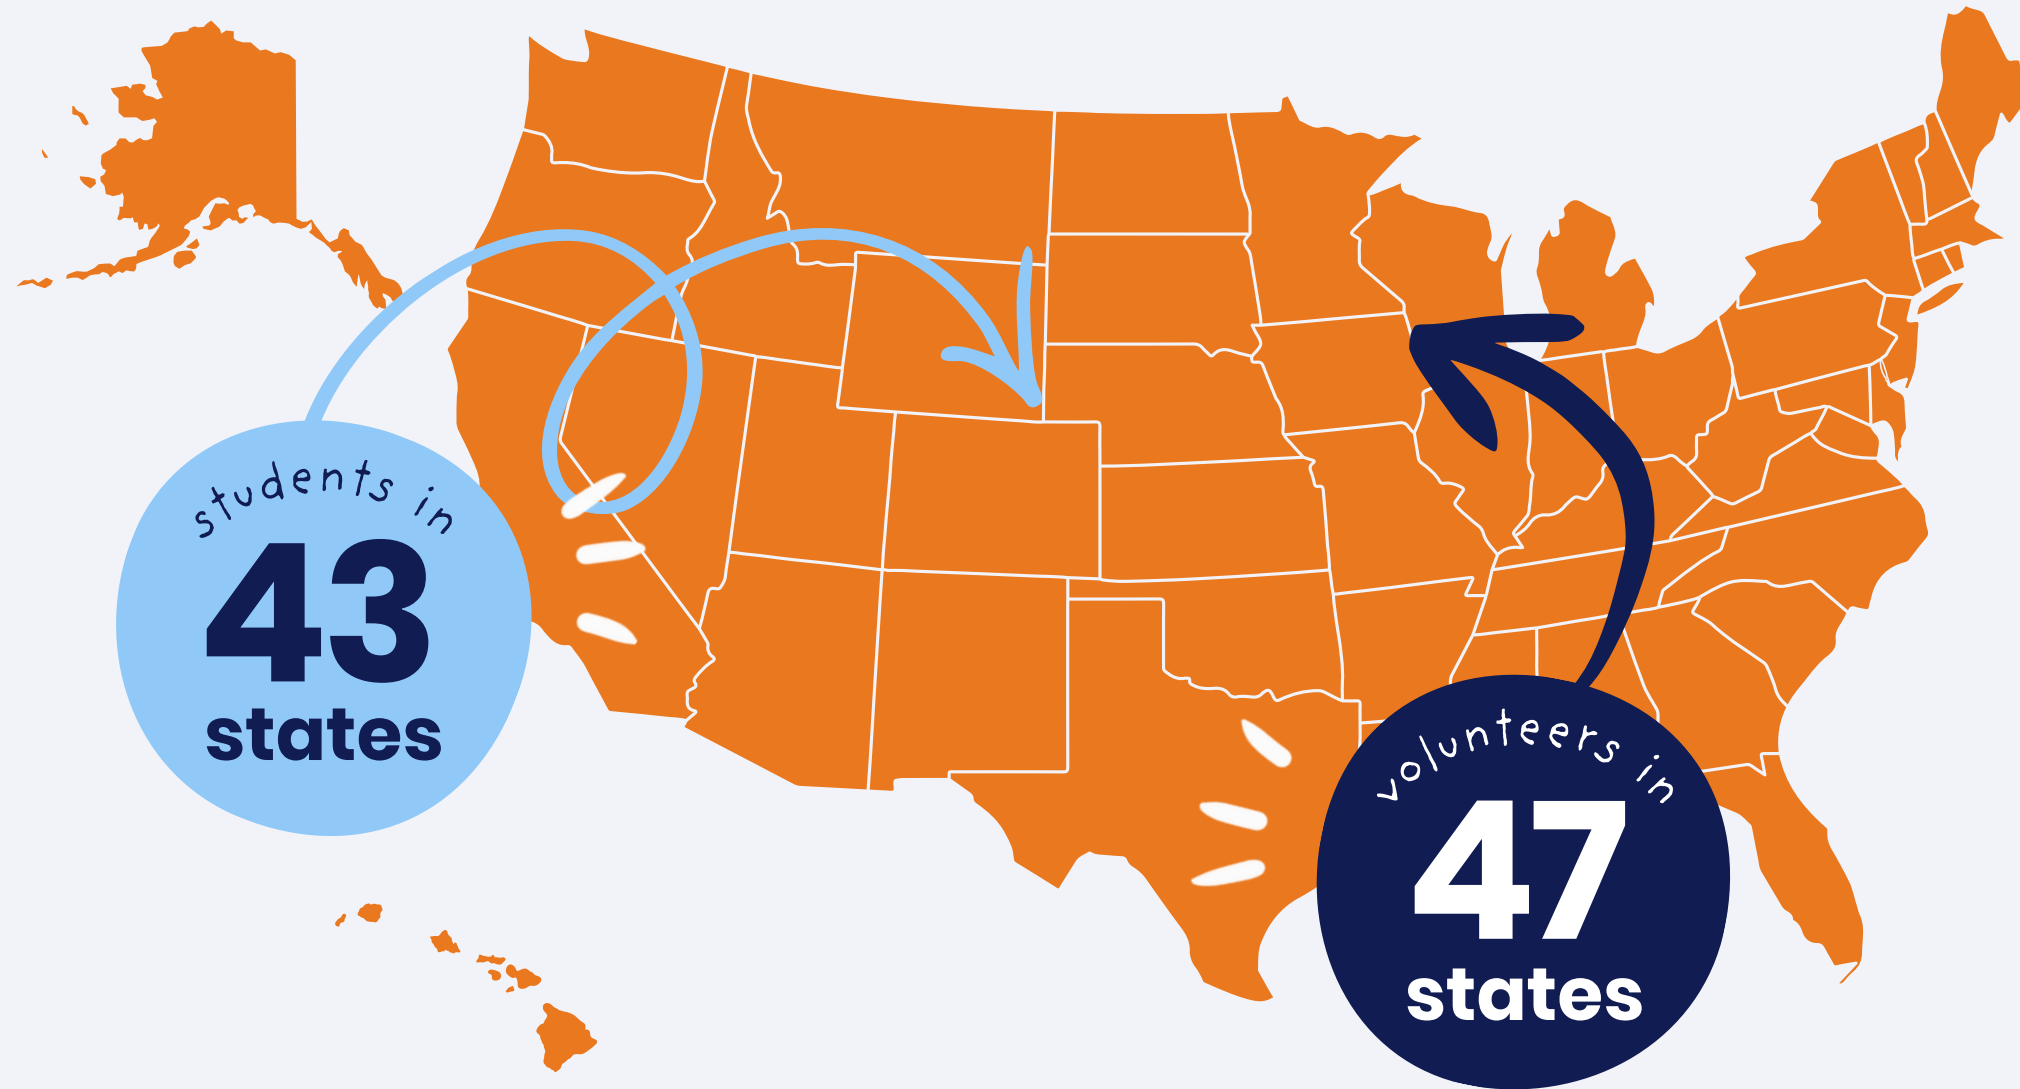 students in
43
states
volunteers in
47
states